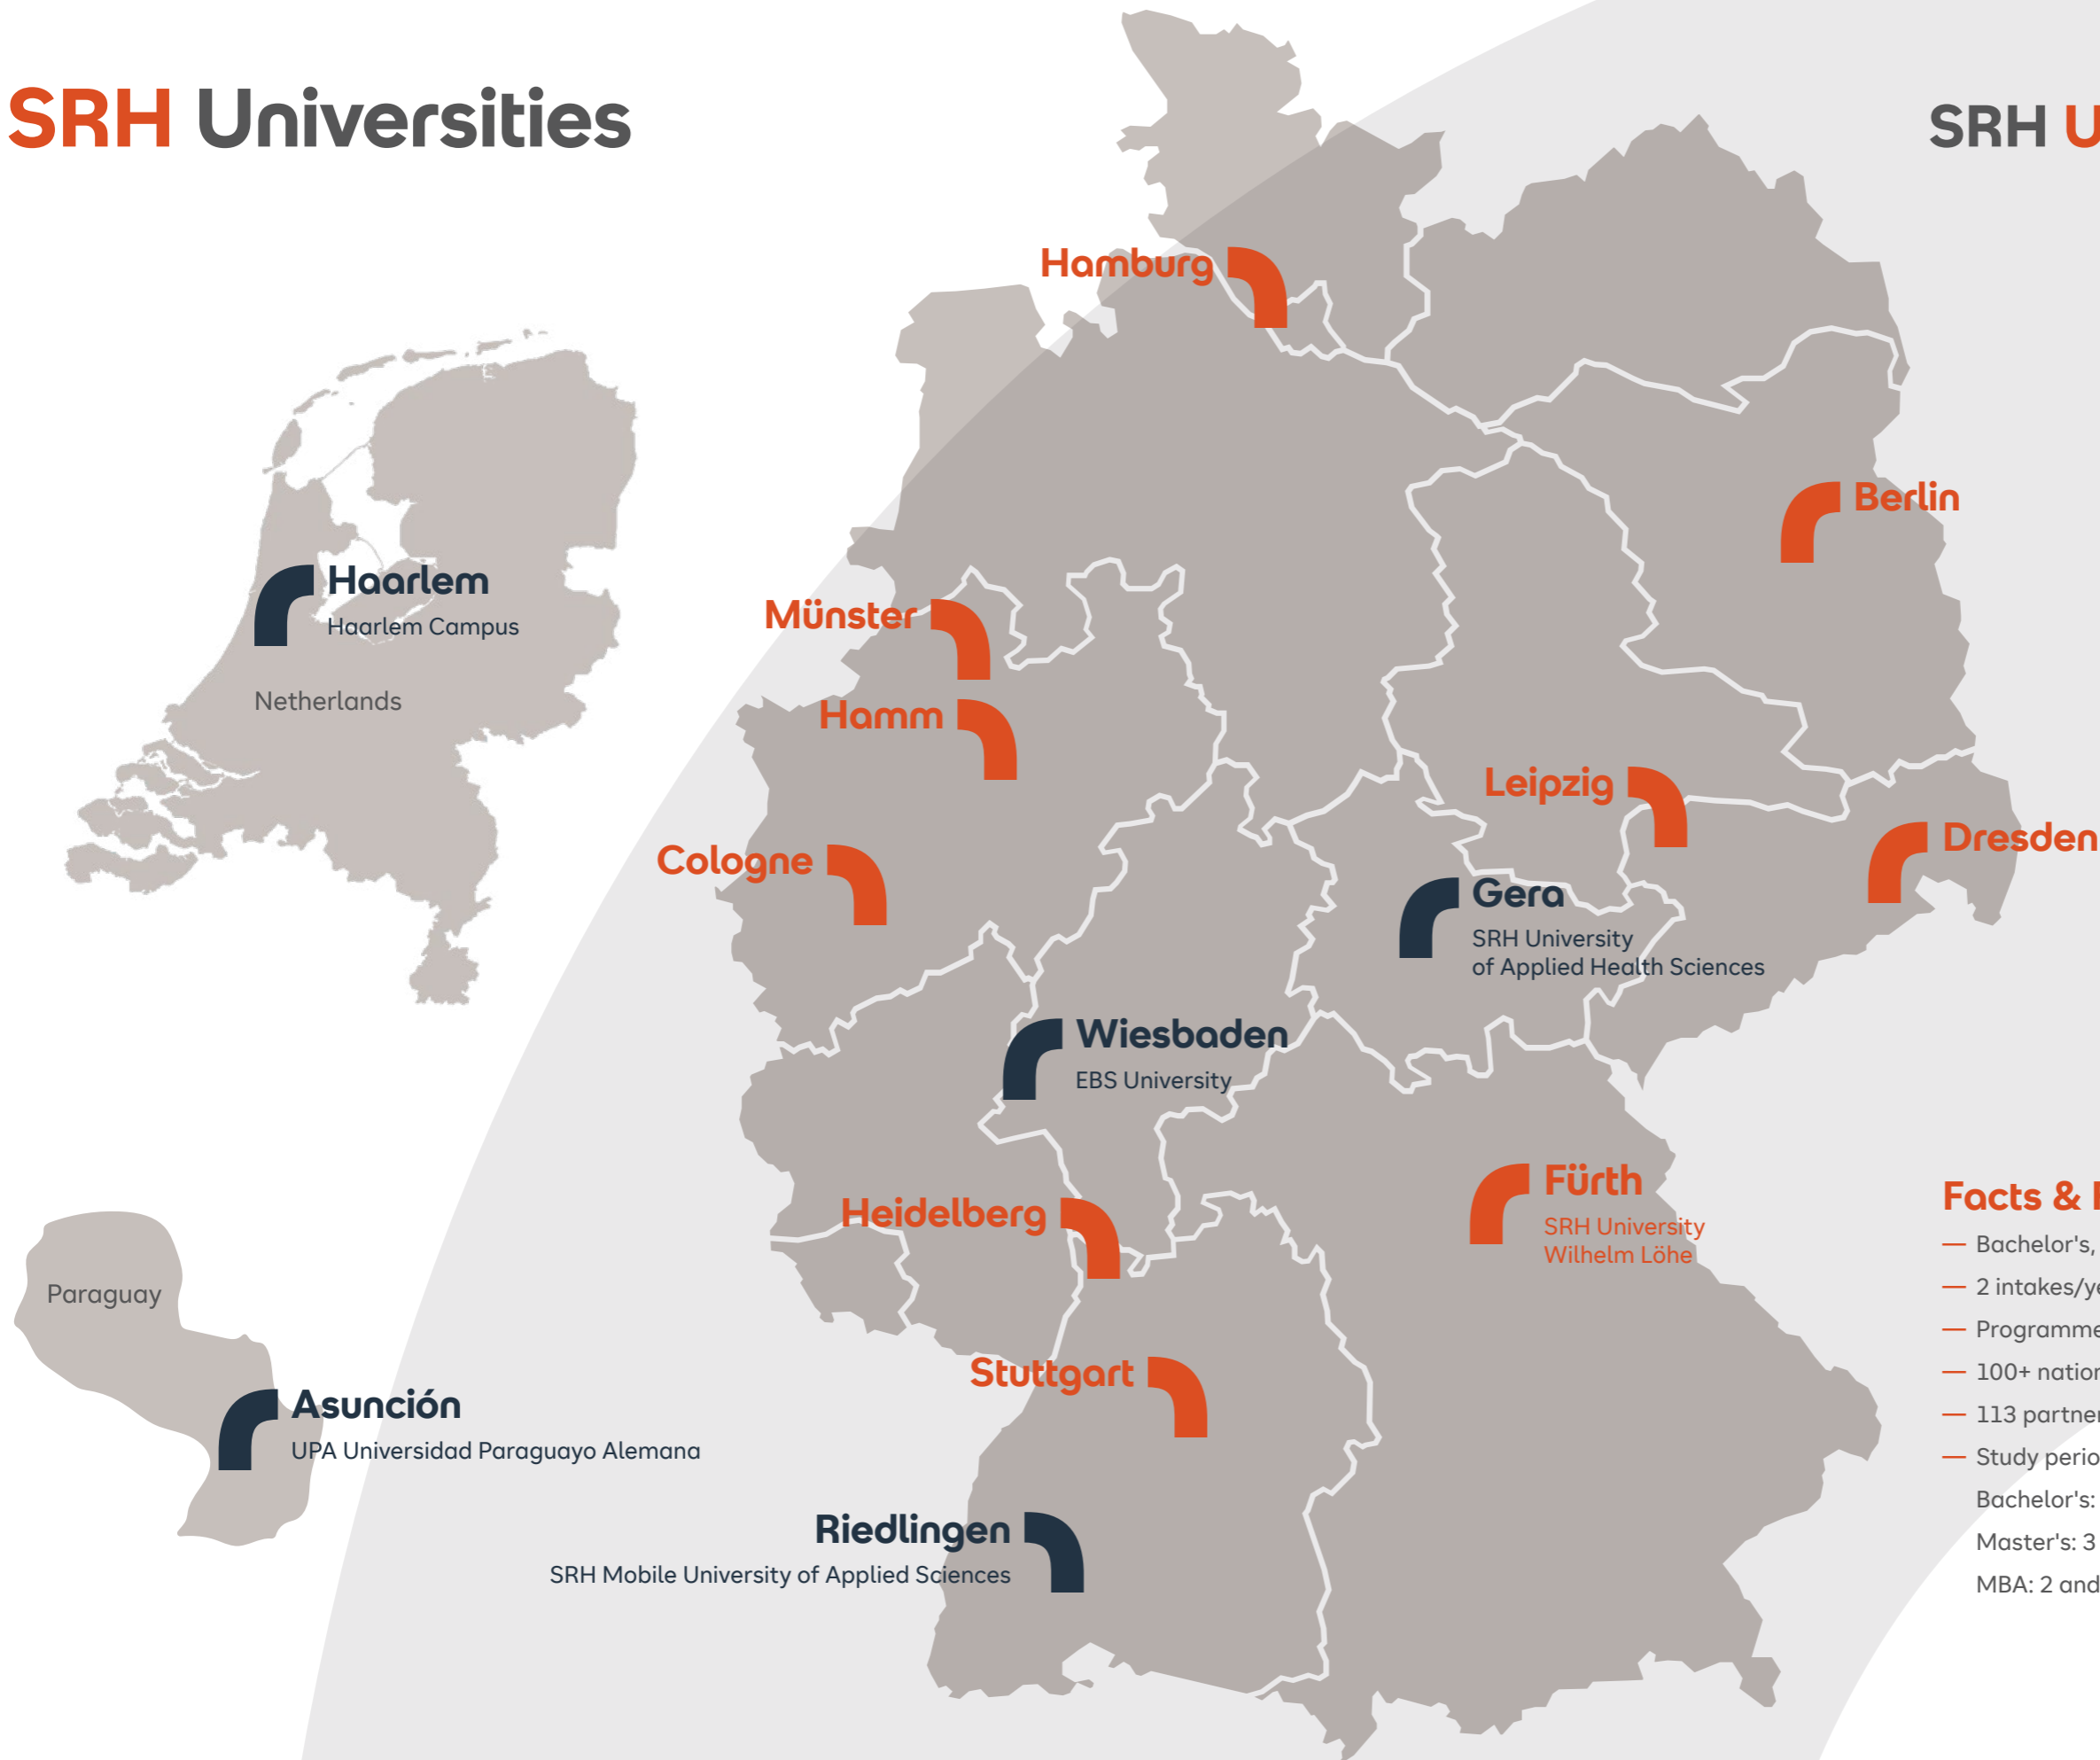 SRH Universities
SRH
Hamburg
Berlin
Haarlem
Haarlem Campus
Netherlands
Münster
Hamm
Leipzig
Dresden
Cologne
Gera
SRH University
of Applied Health Sciences
Wiesbaden
EBS University
Fürth
SRH University
Wilhelm Löhe
Heidelberg
Paraguay
Asunción
UPA Universidad Paraguayo Alemana
Stuttgart
Riedlingen
SRH Mobile University of Applied Sciences
Facts &
Bachelor's,
2 intakes/
Programme
100+
113
Study
Bachelor's:
Master's: 3
MBA: 2 and